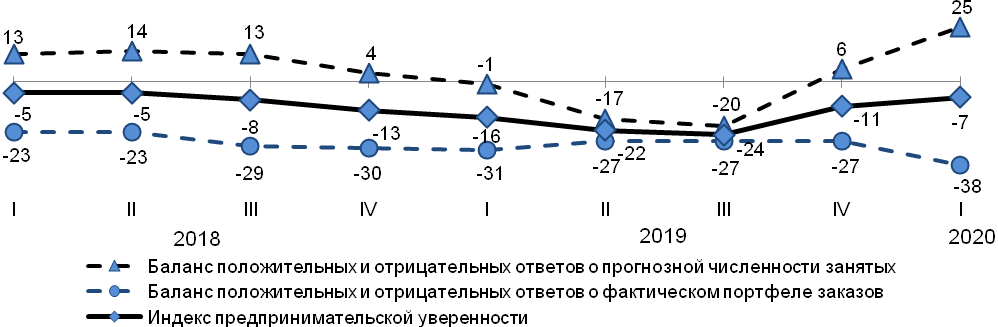 13 14 13 4 -1 -17 -20 6 25
-5 -5 -8 -13 -16 -22 -24 -11 -7
-23 -23 -29 -30 -31 -27 -27 -27 -38
I II III IV I II III IV I
2018 2019 2020
Баланс положительных и отрицательных ответов о прогнозной численности занятых
Баланс положительных и отрицательных ответов о фактическом портфеле заказов
Индекс предпринимательской уверенности